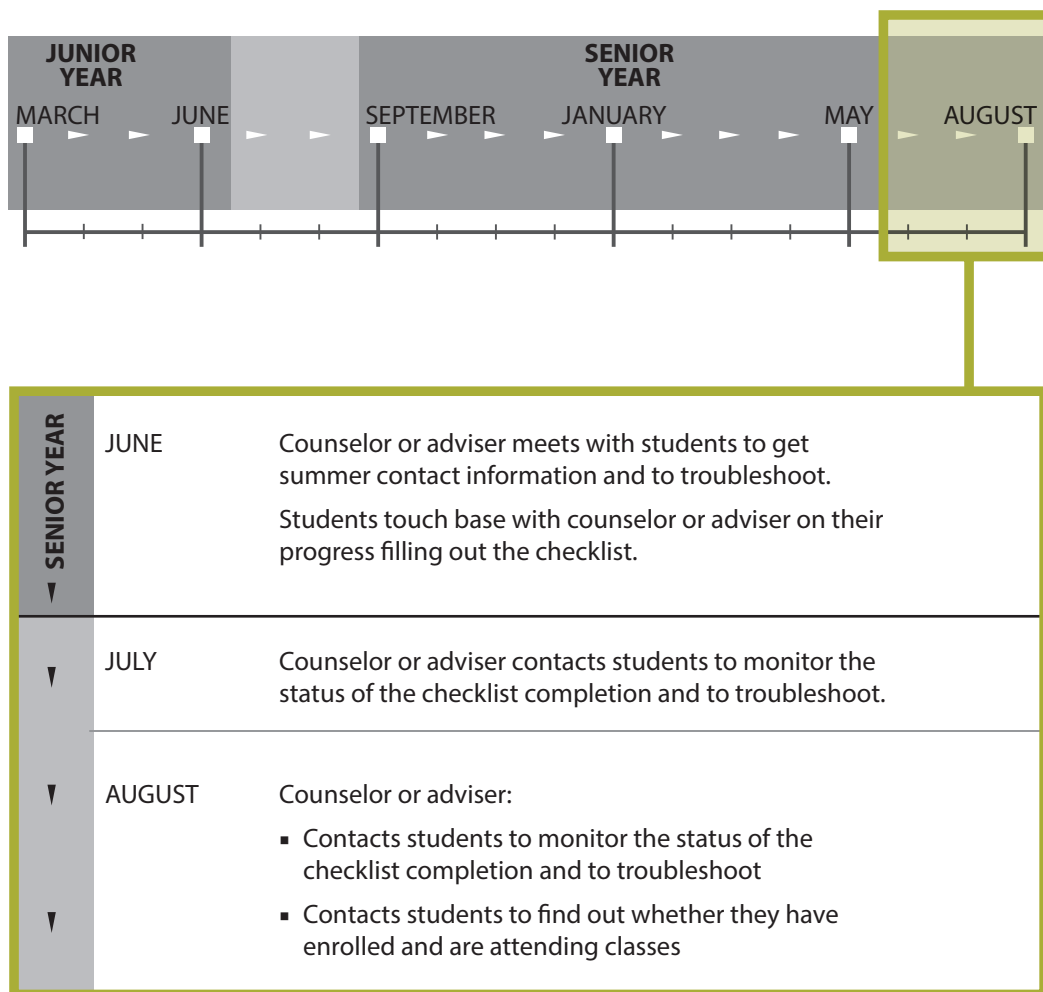 JUNIOR
YEAR
SENIOR
YEAR
MARCH
JUNE
SEPTEMBER
JANUARY
MAY
AUGUST
SENIOR YEAR
JUNE
Counselor or adviser meets with students to get
summer contact information and to troubleshoot.
Students touch base with counselor or adviser on their
progress filling out the checklist.
JULY
Counselor or adviser contacts students to monitor the
status of the checklist completion and to troubleshoot.
AUGUST
Counselor or adviser:
▪ Contacts students to monitor the status of the
checklist completion and to troubleshoot
▪ Contacts students to find out whether they have
enrolled and are attending classes